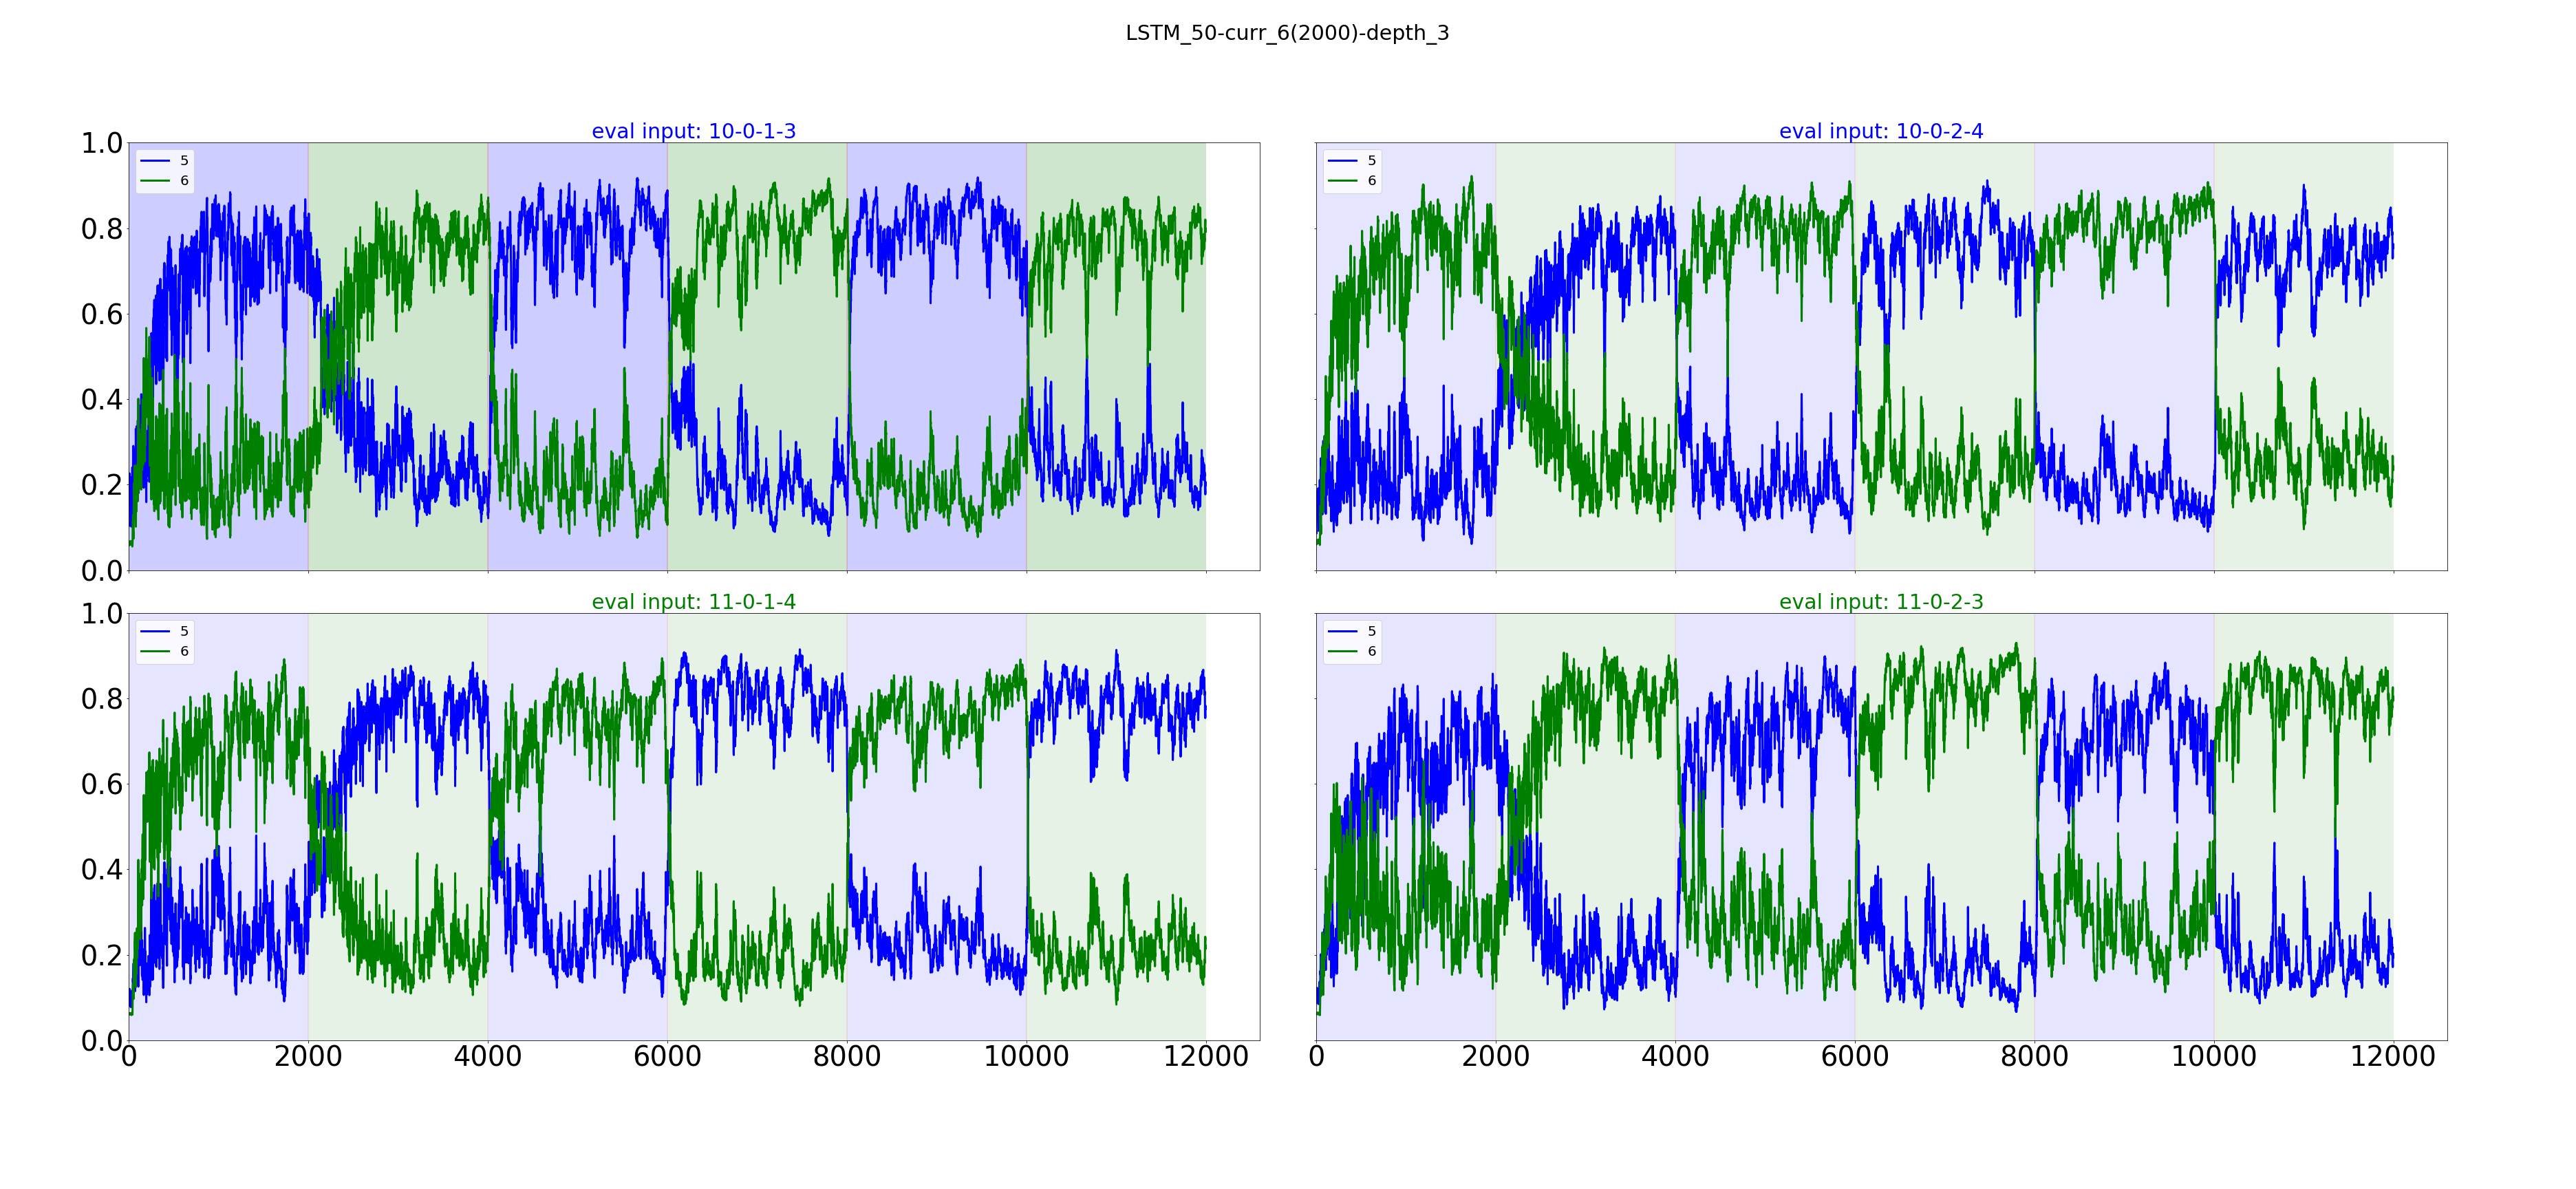 LSTM_50-curr_6(2000)-depth_3
eval input: 10-0-1-3
eval input: 10-0-2-4
1.0
0.8
0.6
0.4
0.2
0.0
5
6
5
6
eval input: 11-0-1-4
eval input: 11-0-2-3
1.0
0.8
0.6
0.4
0.2
0.0
5
6
5
6
0 2000 4000 6000 8000 10000 12000
0 2000 4000 6000 8000 10000 12000